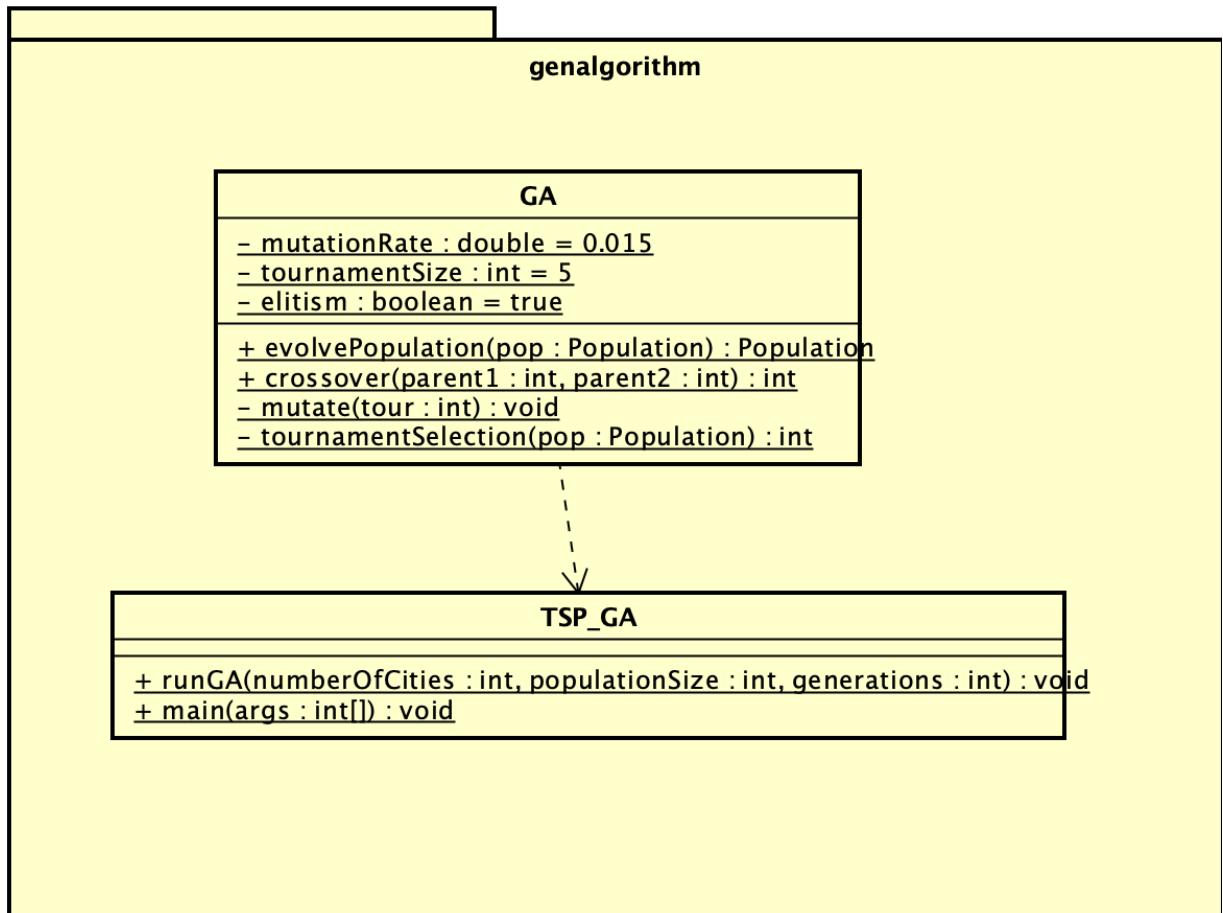 genalgorithm
GA
- mutationRate : double = 0.015
- tournamentSize : int = 5
- elitism : boolean = true
+ evolvePopulation(pop : Population) : Population
+ crossover(parent1 : int, parent2 : int) : int
- mutate(tour : int) : void
- tournamentSelection(pop : Population) : int
TSP_GA
+ runGA(numberOfCities : int, populationSize : int, generations : int) : void
+ main(args : int[]) : void